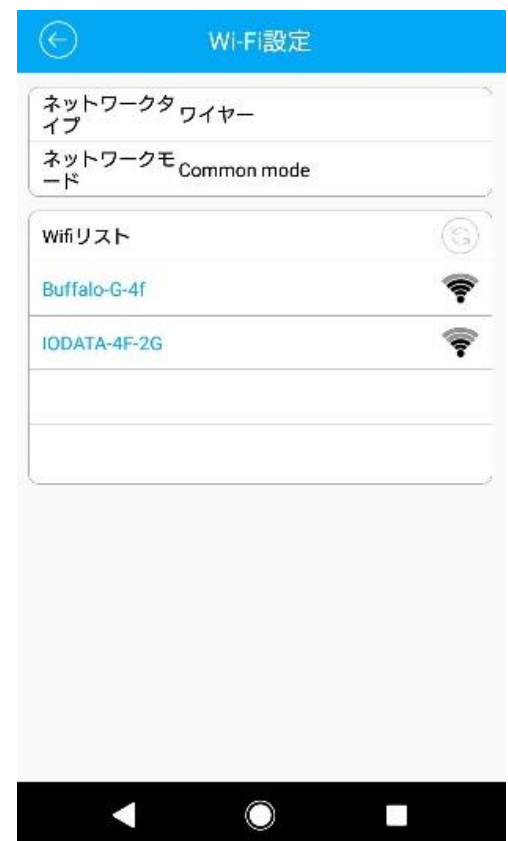 Wi-Fi設定
ネットワークタ
イプ
ワイヤー
ネットワークモ
ード
Common mode
Wifiリスト
Buffalo-G-4f
IODATA-4F-2G